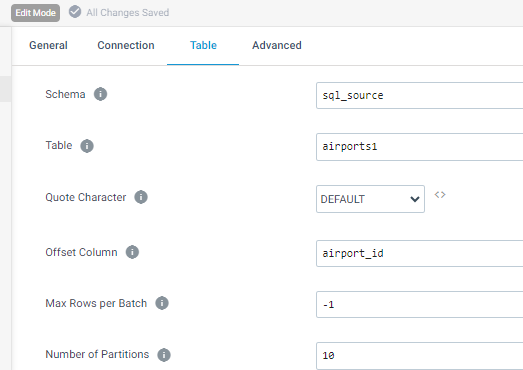 Edit Mode All Changes Saved
General Connection Table Advanced
Schema sql_source
Table airports1
Quote Character DEFAULT <>
Offset Column airport_id
Max Rows per Batch -1
Number of Partitions 10